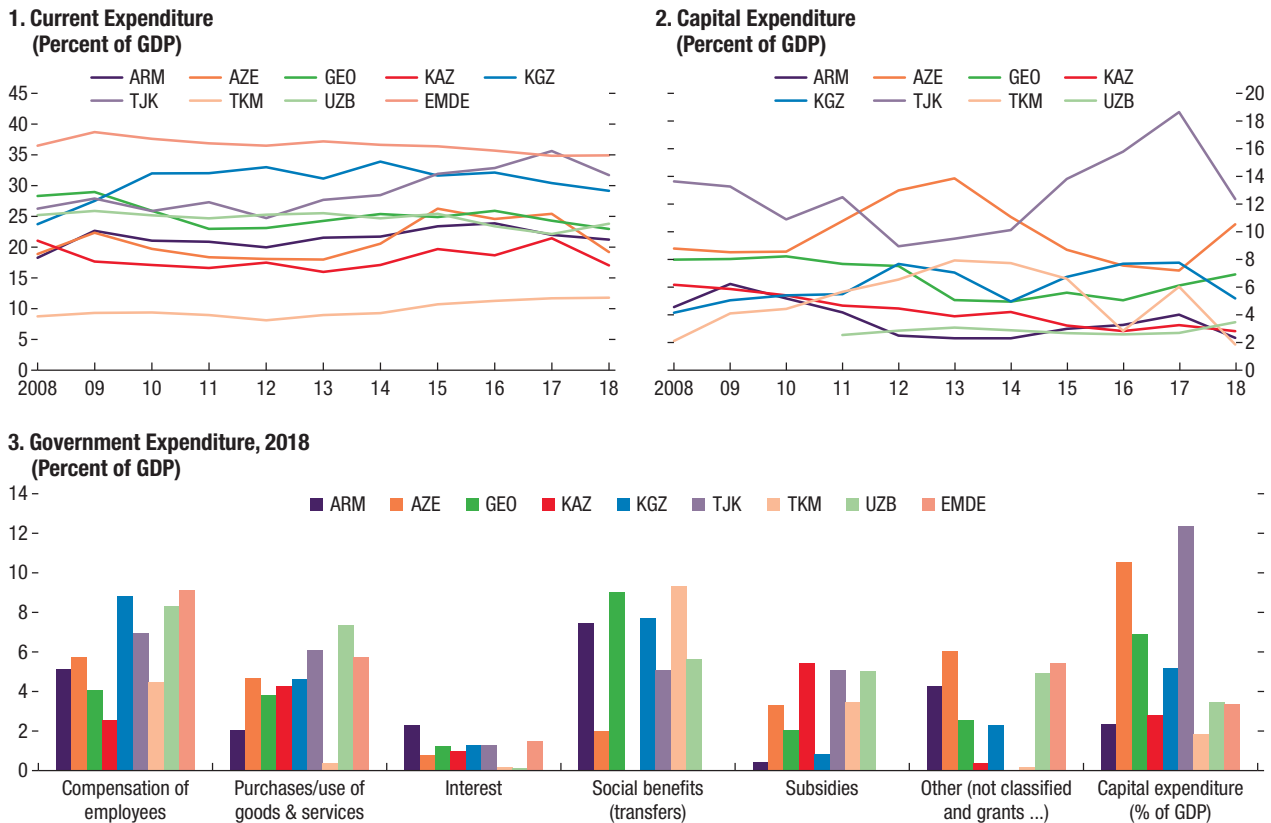 1. Current Expenditure
(Percent of GDP)
ARM AZE GEO KAZ KGZ
TJK TKM UZB EMDE
45
40
35
30
25
20
15
10
5
0
2008 09 10 11 12 13 14 15 16 17 18
2. Capital Expenditure
(Percent of GDP)
ARM AZE GEO KAZ
KGZ TJK TKM UZB
20
18
16
14
12
10
8
6
4
2
0
2008 09 10 11 12 13 14 15 16 17 18
3. Government Expenditure, 2018
(Percent of GDP)
ARM AZE GEO KAZ KGZ TJK TKM UZB EMDE
14
12
10
8
6
4
2
0
Compensation of
employees
Purchases/use of
goods & services
Interest
Social benefits
(transfers)
Subsidies
Other (not classified
and grants ...)
Capital expenditure
(% of GDP)